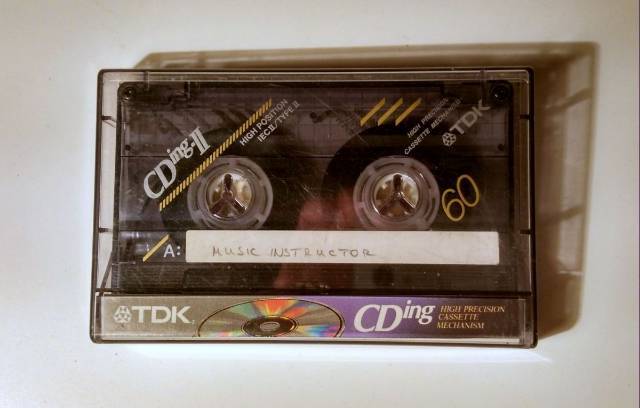 CDing-II
HIGH POSITION
IEC II/TYPE II
HIGH PRECISION
CASSETTE MECHANISM
TDK
60
A: MUSIC INSTRUCTOR
TDK
CDing
HIGH PRECISION
CASSETTE
MECHANISM